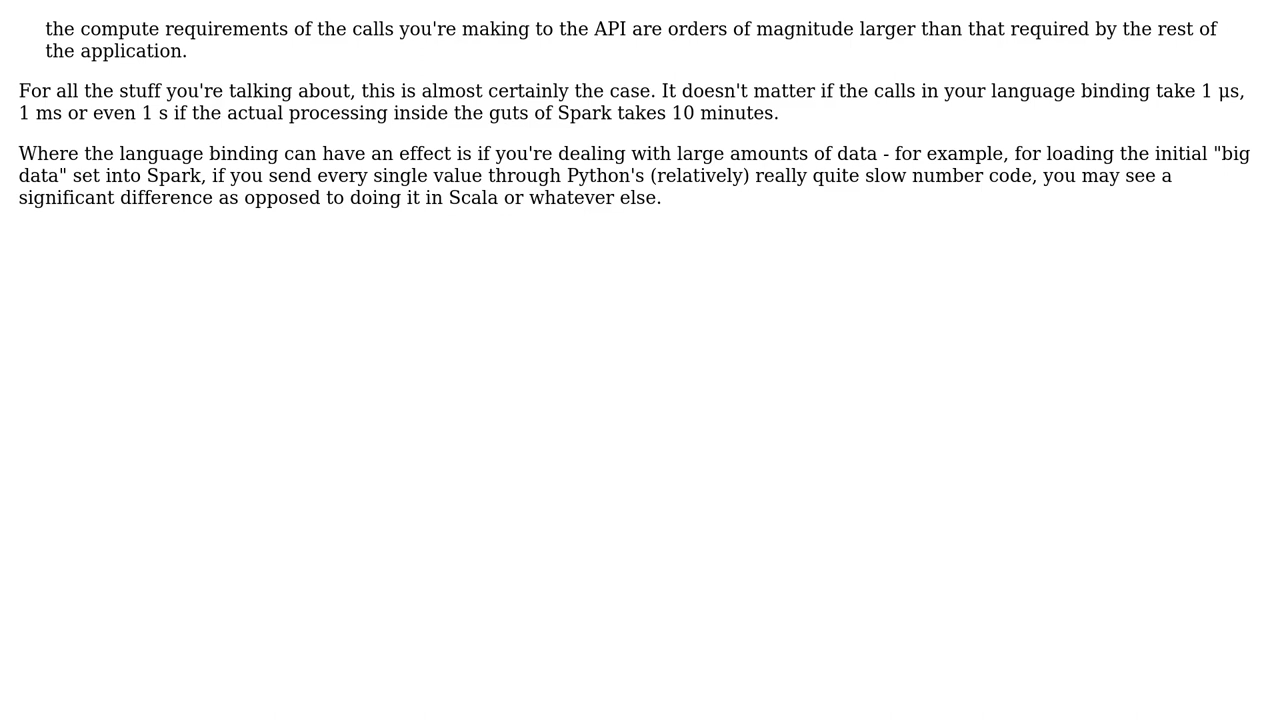 the compute requirements of the calls you're making to the API are orders of magnitude larger than that required by the rest of
the application.
For all the stuff you're talking about, this is almost certainly the case. It doesn't matter if the calls in your language binding take 1 μs,
1 ms or even 1 s if the actual processing inside the guts of Spark takes 10 minutes.
Where the language binding can have an effect is if you're dealing with large amounts of data - for example, for loading the initial "big
data" set into Spark, if you send every single value through Python's (relatively) really quite slow number code, you may see a
significant difference as opposed to doing it in Scala or whatever else.